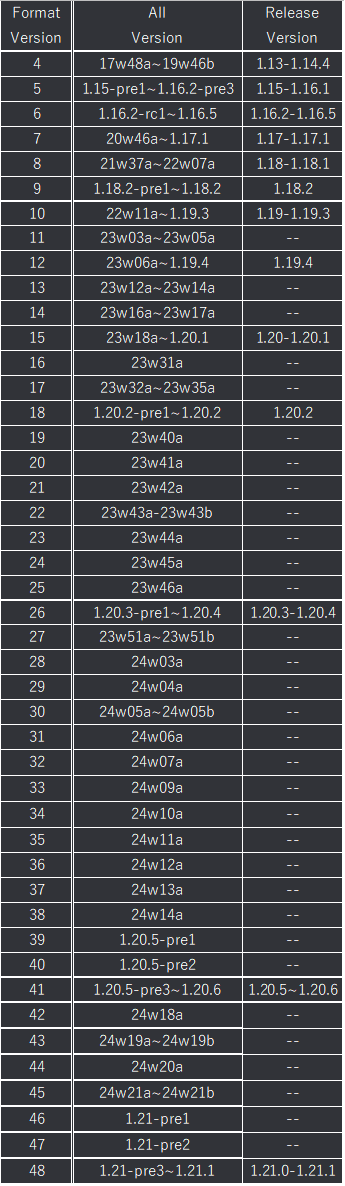 Format All Release
Version Version Version
4 17w48a~19w46b 1.13-1.14.4
5 1.15-pre1~1.16.2-pre3 1.15-1.16.1
6 1.16.2-rc1~1.16.5 1.16.2-1.16.5
7 20w46a~1.17.1 1.17-1.17.1
8 21w37a~22w07a 1.18-1.18.1
9 1.18.2-pre1~1.18.2 1.18.2
10 22w11a~1.19.3 1.19-1.19.3
11 23w03a~23w05a --
12 23w06a~1.19.4 1.19.4
13 23w12a~23w14a --
14 23w16a~23w17a --
15 23w18a~1.20.1 1.20-1.20.1
16 23w31a --
17 23w32a~23w35a --
18 1.20.2-pre1~1.20.2 1.20.2
19 23w40a --
20 23w41a --
21 23w42a --
22 23w43a-23w43b --
23 23w44a --
24 23w45a --
25 23w46a --
26 1.20.3-pre1~1.20.4 1.20.3-1.20.4
27 23w51a~23w51b --
28 24w03a --
29 24w04a --
30 24w05a~24w05b --
31 24w06a --
32 24w07a --
33 24w09a --
34 24w10a --
35 24w11a --
36 24w12a --
37 24w13a --
38 24w14a --
39 1.20.5-pre1 --
40 1.20.5-pre2 --
41 1.20.5-pre3~1.20.6 1.20.5~1.20.6
42 24w18a --
43 24w19a~24w19b --
44 24w20a --
45 24w21a~24w21b --
46 1.21-pre1 --
47 1.21-pre2 --
48 1.21-pre3~1.21.1 1.21.0-1.21.1